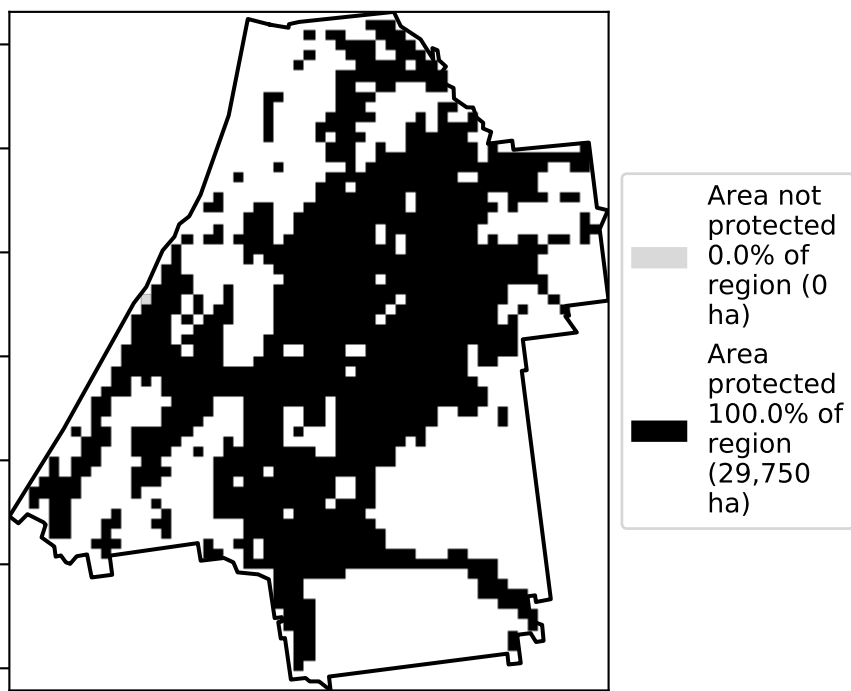 Area not
protected
0.0% of
region (0
ha)
Area
protected
100.0% of
region
(29,750
ha)